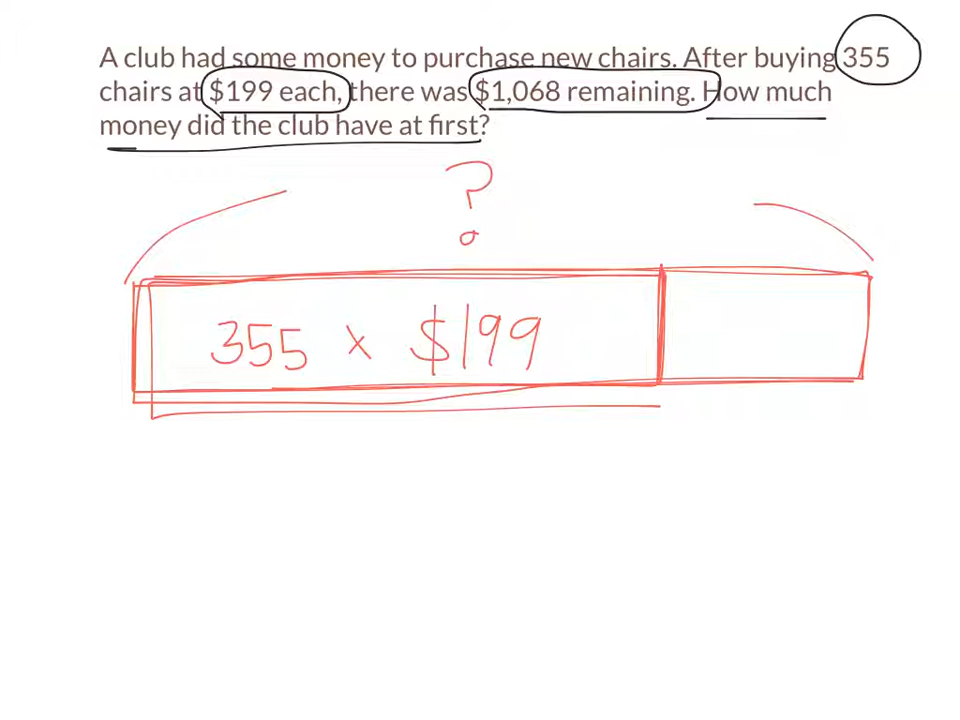 A club had some money to purchase new chairs. After buying 355
chairs at $199 each, there was $1,068 remaining. How much
money did the club have at first?
?
355 x $199